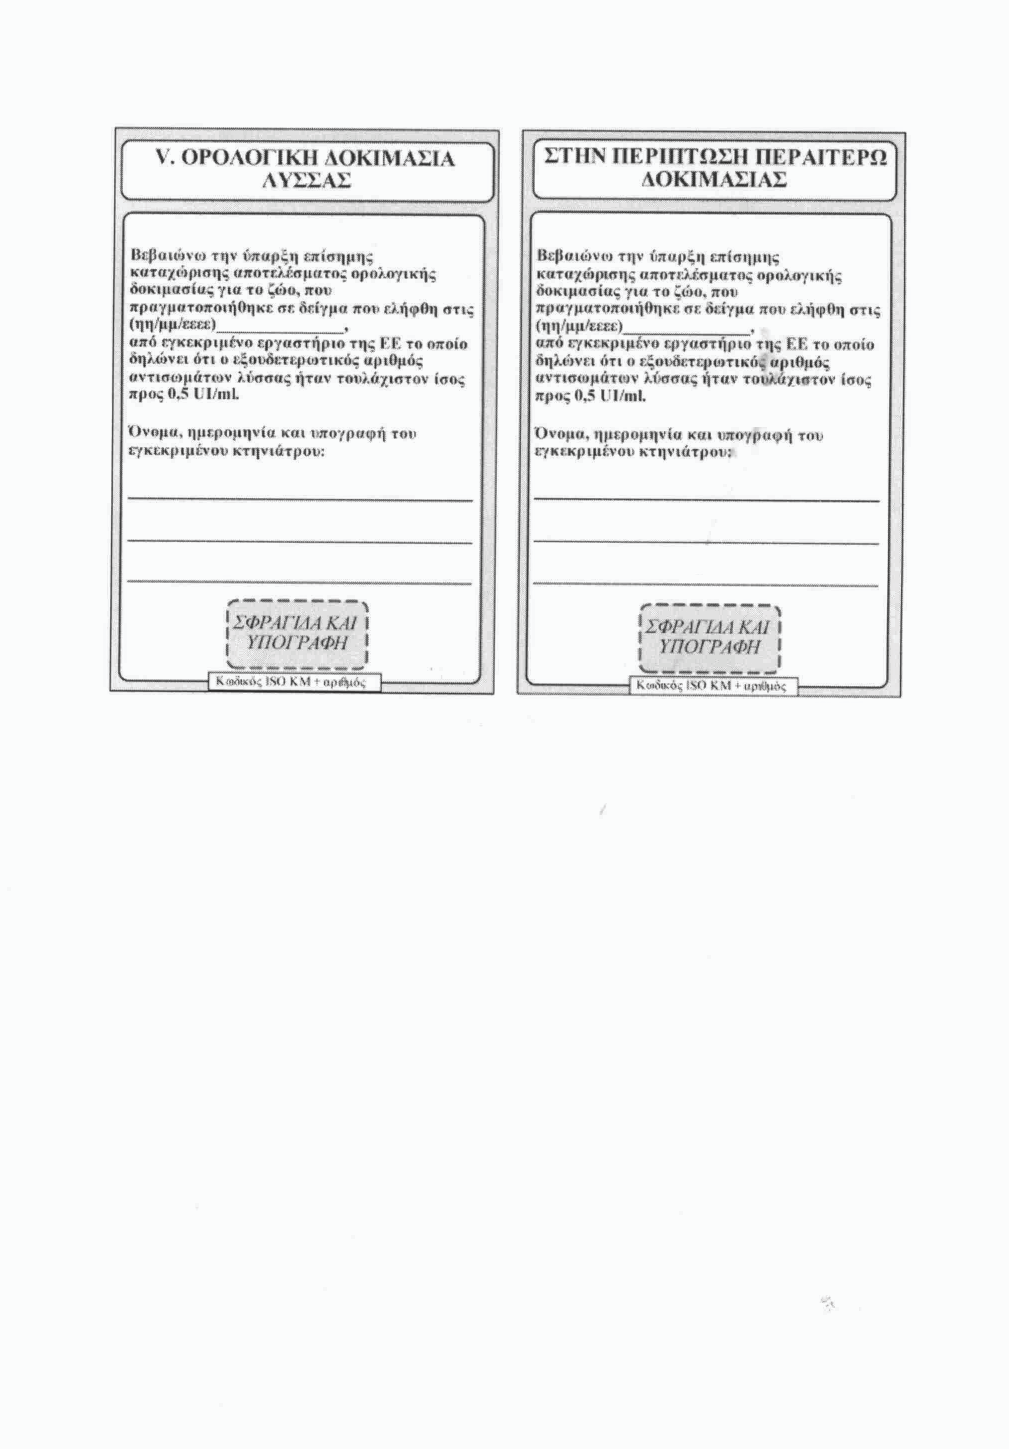 V. ΟΡΟΛΟΓΙΚΗ ΔΟΚΙΜΑΣΙΑ
ΛΥΣΣΑΣ
Βεβαιώνω την ύπαρξη επίσημης
καταχώρισης αποτελέσματος ορολογικής
δοκιμασίας για το ζώο, που
πραγματοποιήθηκε σε δείγμα που ελήφθη στις
(ηη/μμ/εεεε)_______________,
από εγκεκριμένο εργαστήριο της ΕΕ το οποίο
δηλώνει ότι ο εξουδετερωτικός αριθμός
αντισωμάτων λύσσας ήταν τουλάχιστον ίσος
προς 0,5 UI/ml.
Όνομα, ημερομηνία και υπογραφή του
εγκεκριμένου κτηνιάτρου:
ΣΦΡΑΓΙΔΑ ΚΑΙ
ΥΠΟΓΡΑΦΗ
Κωδικός ISO ΚΜ + αριθμός
ΣΤΗΝ ΠΕΡΙΠΤΩΣΗ ΠΕΡΑΙΤΕΡΩ
ΔΟΚΙΜΑΣΙΑΣ
Βεβαιώνω την ύπαρξη επίσημης
καταχώρισης αποτελέσματος ορολογικής
δοκιμασίας για το ζώο, που
πραγματοποιήθηκε σε δείγμα που ελήφθη στις
(ηη/μμ/εεεε)_______________,
από εγκεκριμένο εργαστήριο της ΕΕ το οποίο
δηλώνει ότι ο εξουδετερωτικός αριθμός
αντισωμάτων λύσσας ήταν τουλάχιστον ίσος
προς 0,5 UI/ml.
Όνομα, ημερομηνία και υπογραφή του
εγκεκριμένου κτηνιάτρου:
ΣΦΡΑΓΙΔΑ ΚΑΙ
ΥΠΟΓΡΑΦΗ
Κωδικός ISO ΚΜ + αριθμός